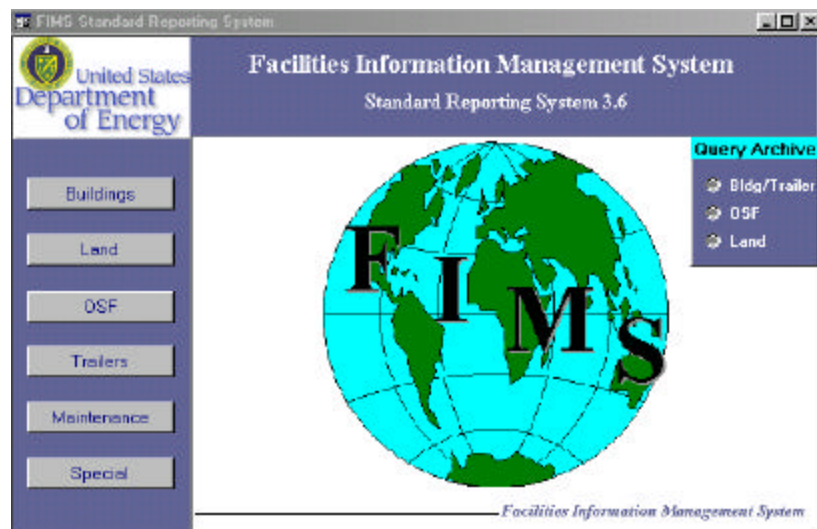 FIMS Standard Reporting System
United States
Department
of Energy
Facilities Information Management System
Standard Reporting System 3.6
Query Archive
Bldg/Trailer
OSF
Land
Buildings
Land
OSF
Trailers
Maintenance
Special
F I M S
Facilities Information Management System